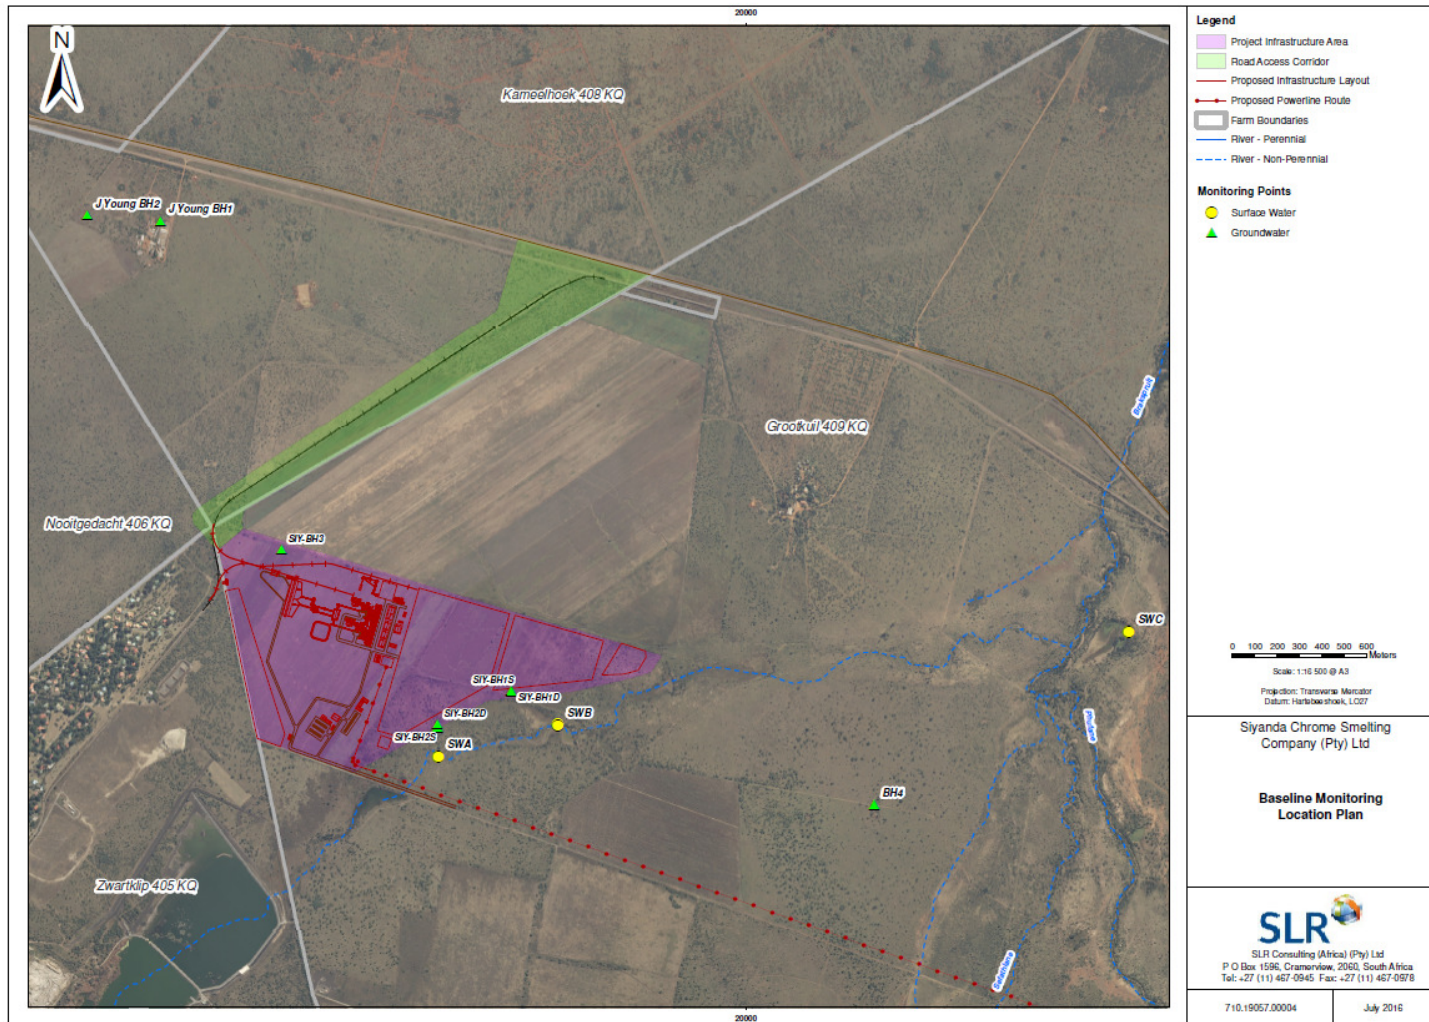 20000
N
Kameelhoek 408 KQ
J Young BH2
J Young BH1
Brakspruit
Grootkuil 409 KQ
Nooitgedacht 406 KQ
SIY-BH3
SWC
SIY-BH1S
SIY-BH1D
SIY-BH2D
SWB
SIY-BH2S
SWA
BH4
Zwartklip 405 KQ
Sefathlane
20000
Legend
Project Infrastructure Area
Road Access Corridor
Proposed Infrastructure Layout
Proposed Powerline Route
Farm Boundaries
River - Perennial
River - Non-Perennial
Monitoring Points
Surface Water
Groundwater
0 100 200 300 400 500 600
Meters
Scale: 1:16 500 @ A3
Projection: Transverse Mercator
Datum: Hartebeeshoek, LO27
Siyanda Chrome Smelting
Company (Pty) Ltd
Baseline Monitoring
Location Plan
SLR
SLR Consulting (Africa) (Pty) Ltd
P O Box 1596, Cramerview, 2060, South Africa
Tel: +27 (11) 467-0945 Fax: +27 (11) 467-0978
710.19057.00004
July 2016